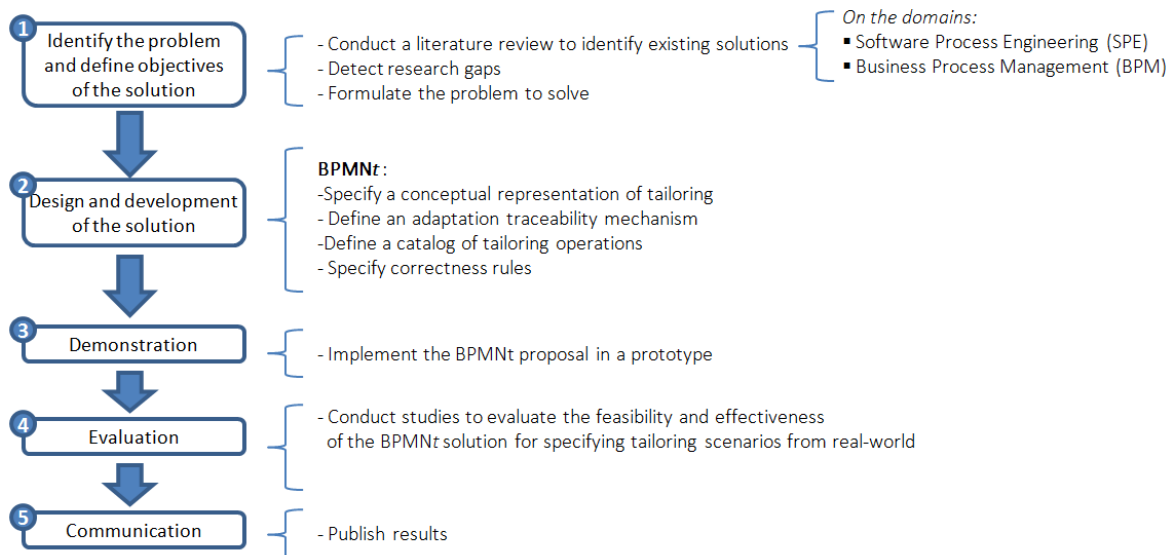 1
Identify the problem
and define objectives
of the solution
- Conduct a literature review to identify existing solutions
- Detect research gaps
- Formulate the problem to solve
On the domains:
▪ Software Process Engineering (SPE)
▪ Business Process Management (BPM)
2
Design and development
of the solution
BPMNt :
-Specify a conceptual representation of tailoring
- Define an adaptation traceability mechanism
-Define a catalog of tailoring operations
- Specify correctness rules
3
Demonstration
- Implement the BPMNt proposal in a prototype
4
Evaluation
- Conduct studies to evaluate the feasibility and effectiveness
of the BPMNt solution for specifying tailoring scenarios from real-world
5
Communication
- Publish results